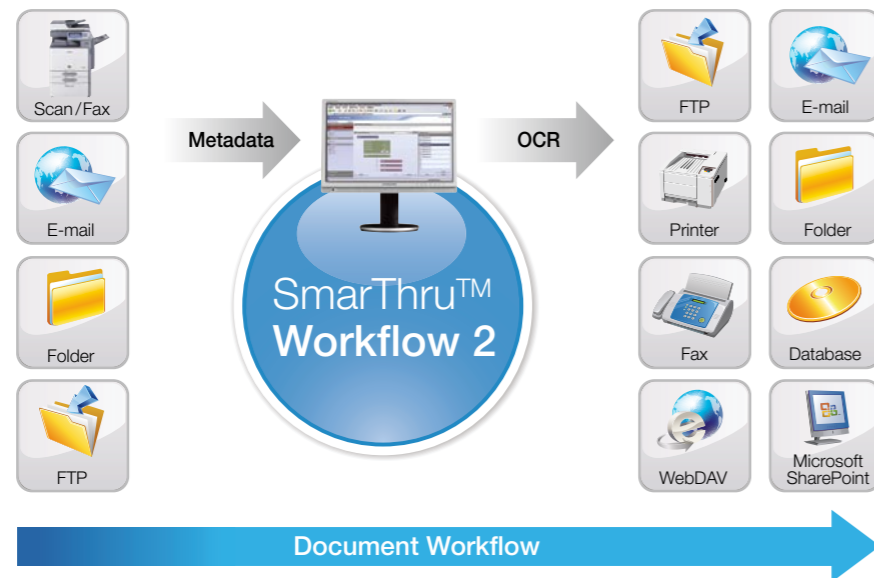 Scan/Fax
E-mail
Folder
FTP
Metadata
SmarThru™
Workflow 2
OCR
FTP
E-mail
Printer
Folder
Fax
Database
WebDAV
Microsoft
SharePoint
Document Workflow